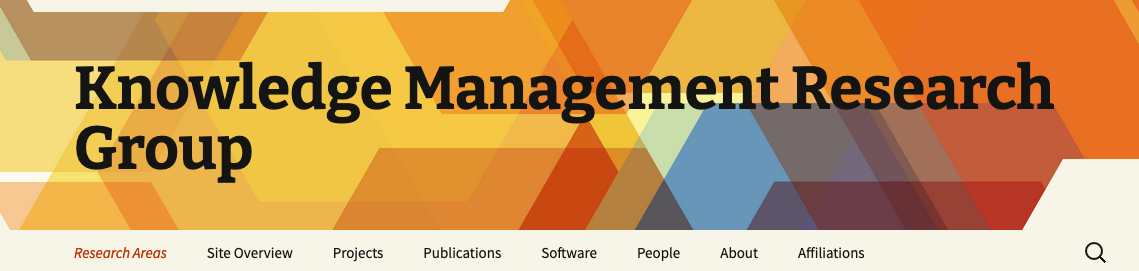 Knowledge Management Research
Group
Research Areas Site Overview Projects Publications Software People About Affiliations